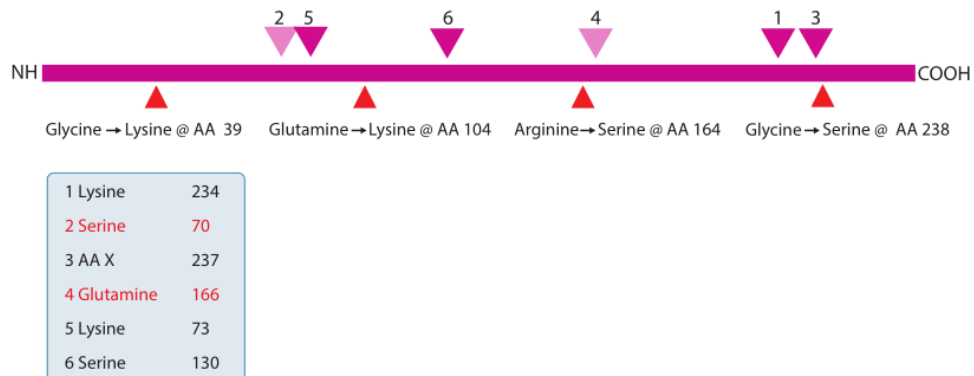 2 5 6 4 1 3
NH COOH
Glycine → Lysine @ AA 39 Glutamine → Lysine @ AA 104 Arginine → Serine @ AA 164 Glycine → Serine @ AA 238
1 Lysine 234
2 Serine 70
3 AA X 237
4 Glutamine 166
5 Lysine 73
6 Serine 130